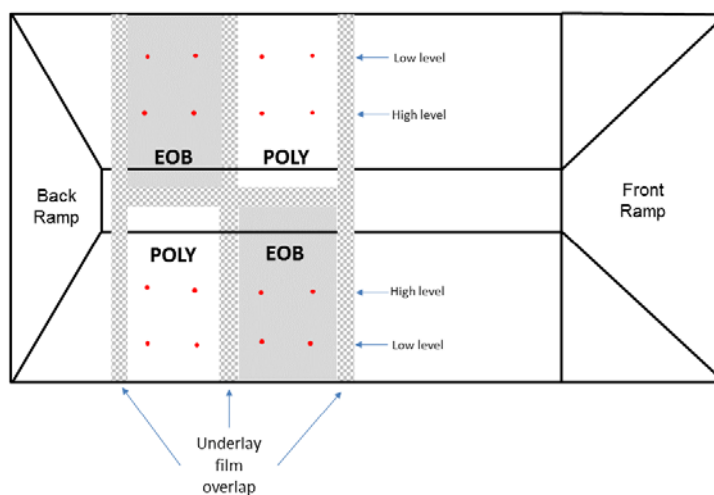 Low level
High level
EOB
POLY
Back
Ramp
Front
Ramp
POLY
EOB
High level
Low level
Underlay
film
overlap